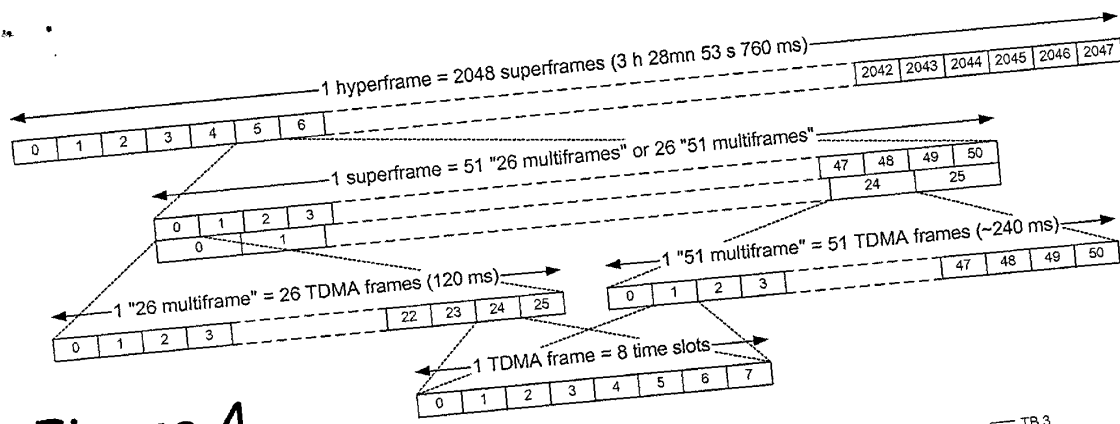 1 hyperframe = 2048 superframes (3 h 28mn 53 s 760 ms)
0 1 2 3 4 5 6 2042 2043 2044 2045 2046 2047
1 superframe = 51 "26 multiframes" or 26 "51 multiframes"
0 1 2 3 47 48 49 50
0 1 24 25
1 "26 multiframe" = 26 TDMA frames (120 ms)
0 1 2 3 22 23 24 25
1 "51 multiframe" = 51 TDMA frames (~240 ms)
0 1 2 3 47 48 49 50
1 TDMA frame = 8 time slots
0 1 2 3 4 5 6 7
Figure 4
TB 3